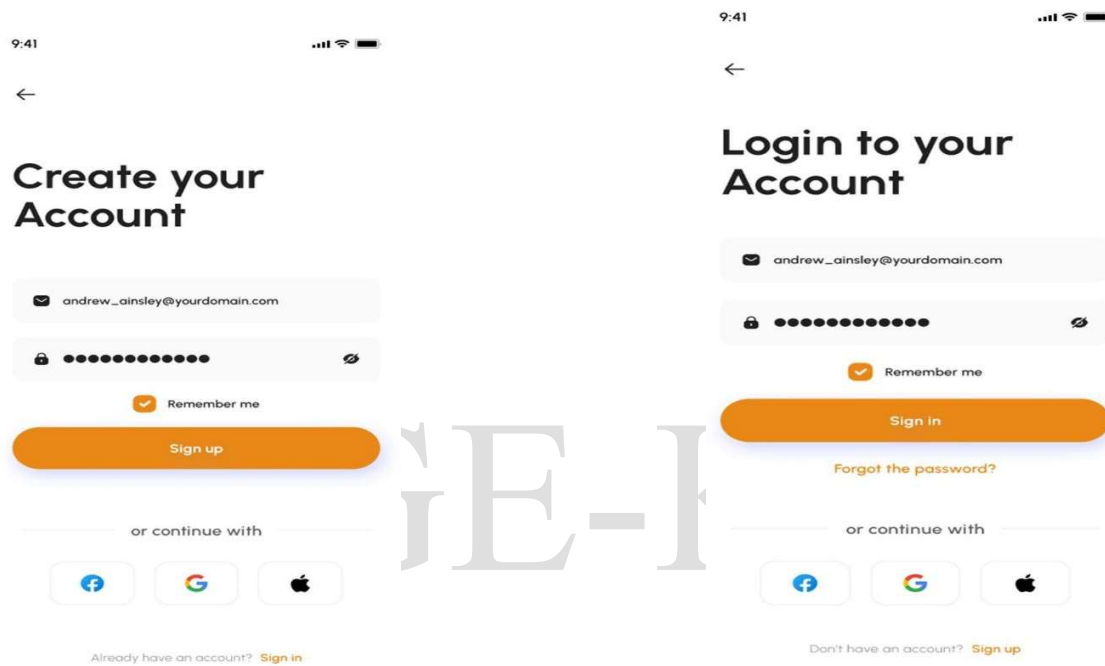 9:41
Create your
Account
andrew_ainsley@yourdomain.com
Remember me
Sign up
or continue with
Already have an account? Sign in
9:41
Login to your
Account
andrew_ainsley@yourdomain.com
Remember me
Sign in
Forgot the password?
or continue with
Don't have an account? Sign up
GE-